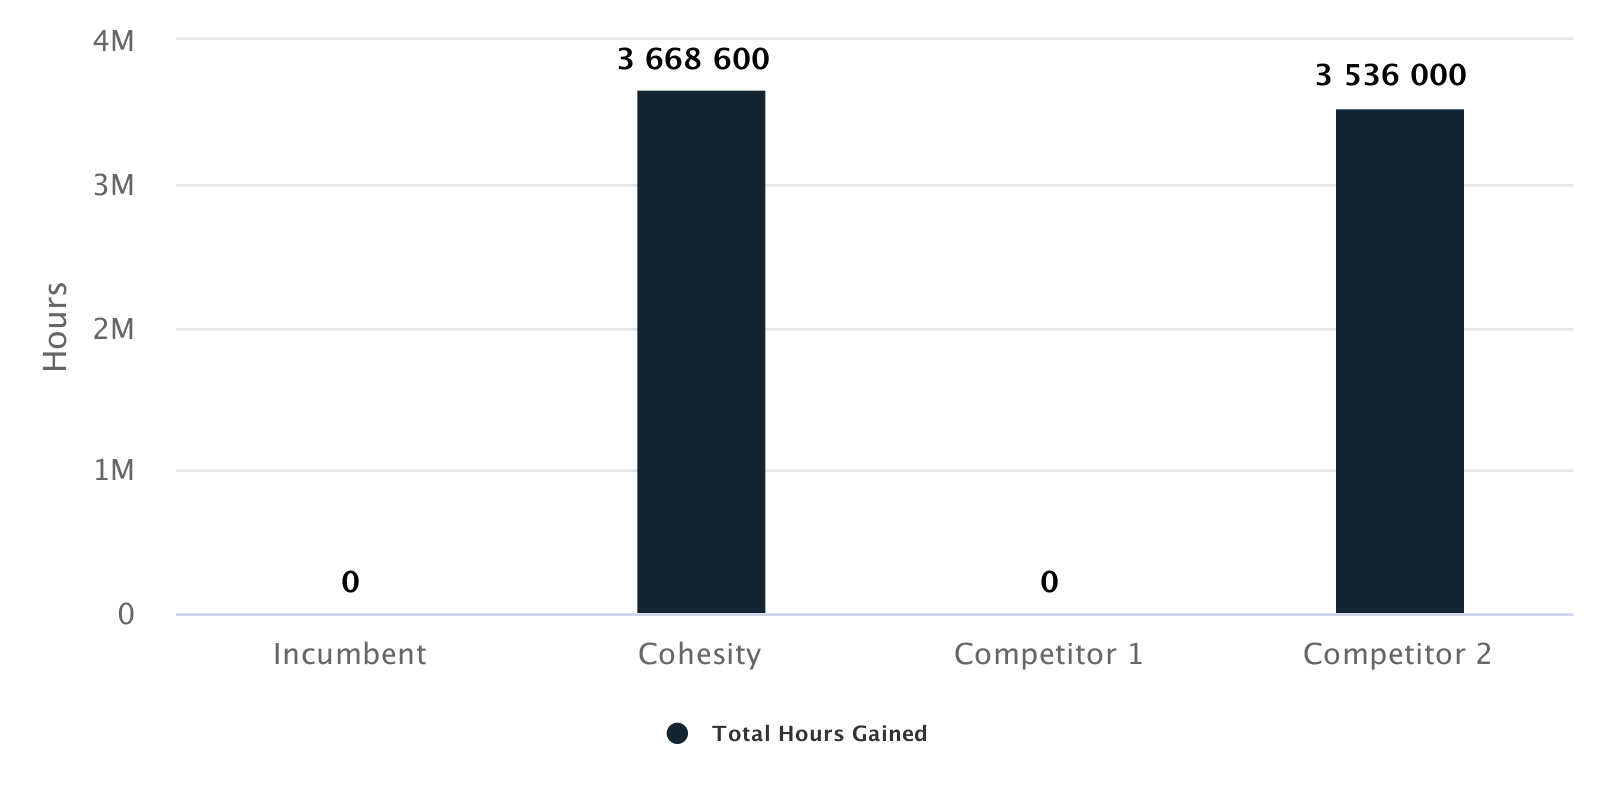 4M
3M
2M
1M
0
Hours
0
3 668 600
0
3 536 000
Incumbent
Cohesity
Competitor 1
Competitor 2
Total Hours Gained